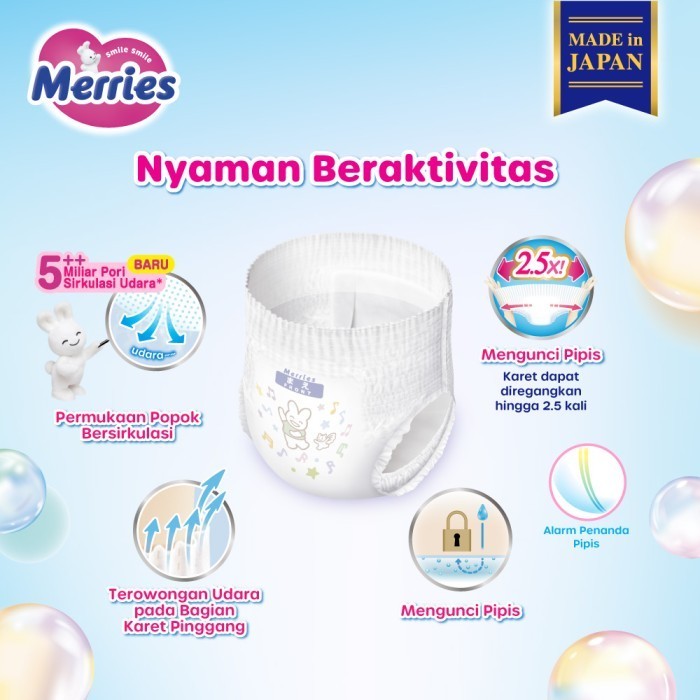 smile smile
Merries
MADE in
JAPAN
Nyaman Beraktivitas
5++
Miliar Pori
BARU
Sirkulasi Udara*
udara
Permukaan Popok
Bersirkulasi
Merries
2.5X!
Mengunci Pipis
Karet dapat
diregangkan
hingga 2.5 kali
Alarm Penanda
Pipis
Terowongan Udara
pada Bagian
Karet Pinggang
Mengunci Pipis